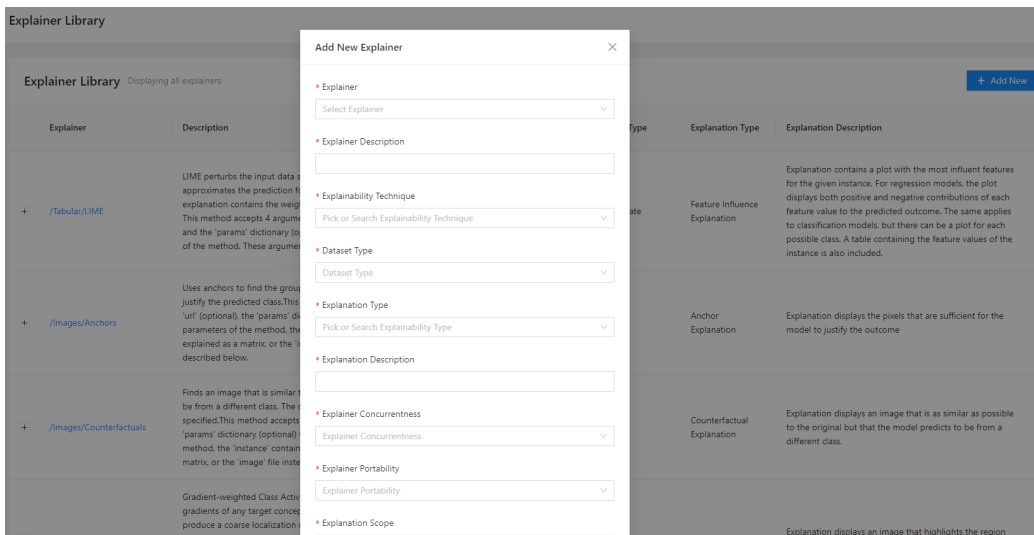 Explainer Library
Add New Explainer
Explainer Library Displaying all explainers
+ Add New
* Explainer
Select Explainer
* Explainer Description
* Explainability Technique
Pick or Search Explainability Technique
* Dataset Type
Dataset Type
* Explanation Type
Pick or Search Explainability Type
* Explanation Description
* Explainer Concurrentness
Explainer Concurrentness
* Explainer Portability
Explainer Portability
* Explanation Scope
Explainer
Description
Type
Explanation Type
Explanation Description
+ /Tabular/LIME
LIME perturbs the input data
approximates the prediction
explanation contains the
This method accepts 4
and the 'params' dictionary
of the method. These
Feature Influence
Explanation
Explanation contains a plot with the most influent features
for the given instance. For regression models, the plot
displays both positive and negative contributions of each
feature value to the predicted outcome. The same applies
to classification models, but there can be a plot for each
possible class. A table containing the feature values of the
instance is also included.
+ /Images/Anchors
Uses anchors to find the
justify the predicted class.This
'url' (optional), the 'params'
parameters of the method, the
explained as a matrix, or the
described below.
Anchor
Explanation
Explanation displays the pixels that are sufficient for the
model to justify the outcome
+ /Images/Counterfactuals
Finds an image that is similar
be from a different class. The
specified.This method accepts
'params' dictionary (optional)
method, the 'instance'
matrix, or the 'image' file
Counterfactual
Explanation
Explanation displays an image that is as similar as possible
to the original but that the model predicts to be from a
different class.
Gradient-weighted Class
gradients of any target
produce a coarse localization
Explanation displays an image that highlights the region